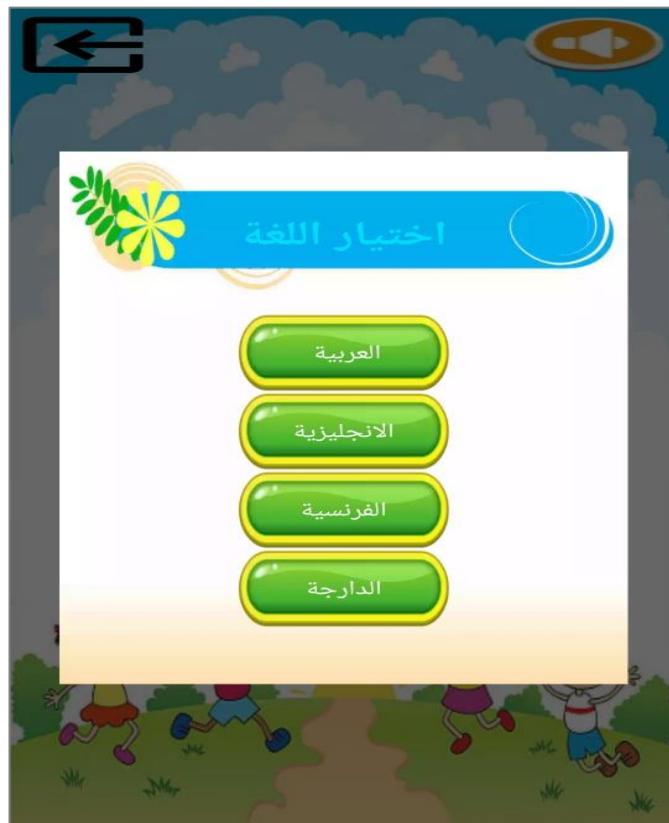 اختيار اللغة
العربية
الانجليزية
الفرنسية
الدارجة